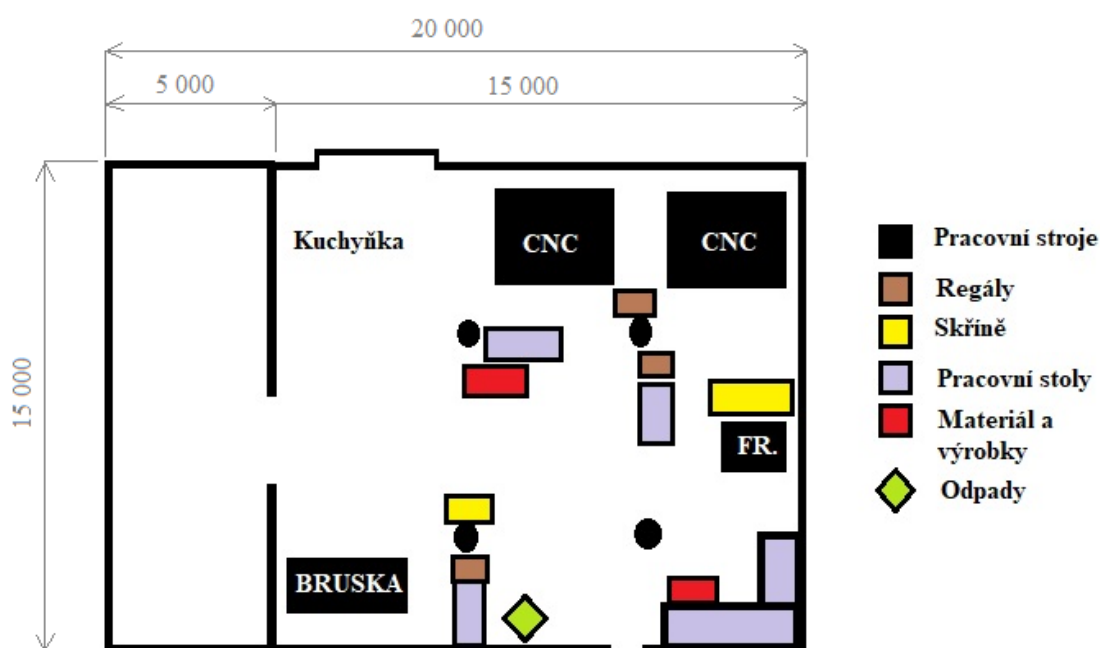 20 000
5 000
15 000
15 000
Kuchyňka
CNC
CNC
FR.
BRUSKA
Pracovní stroje
Regály
Skříně
Pracovní stoly
Materiál a
výrobky
Odpady